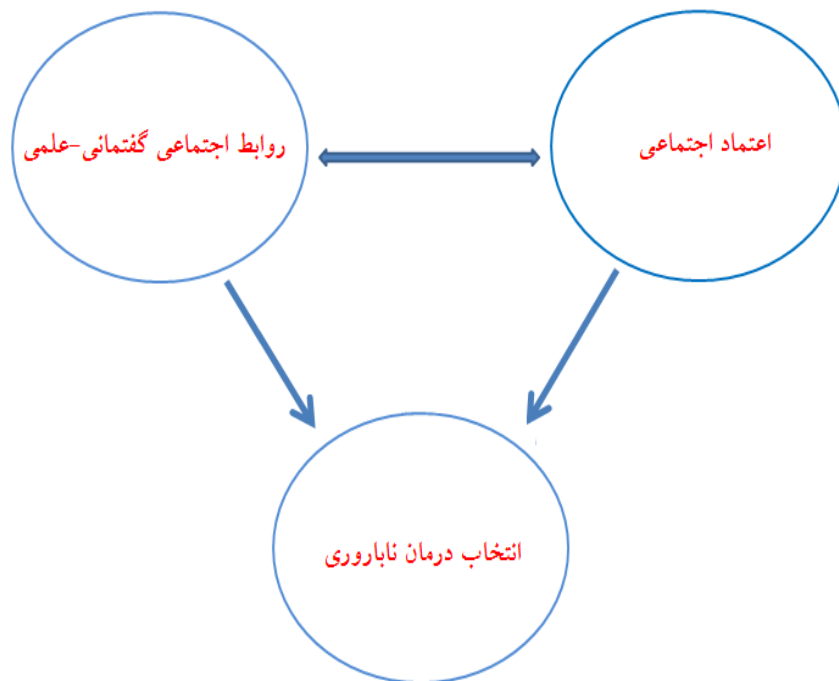 اعتماد اجتماعی
روابط اجتماعی گفتمانی-علمی
انتخاب درمان ناباروری